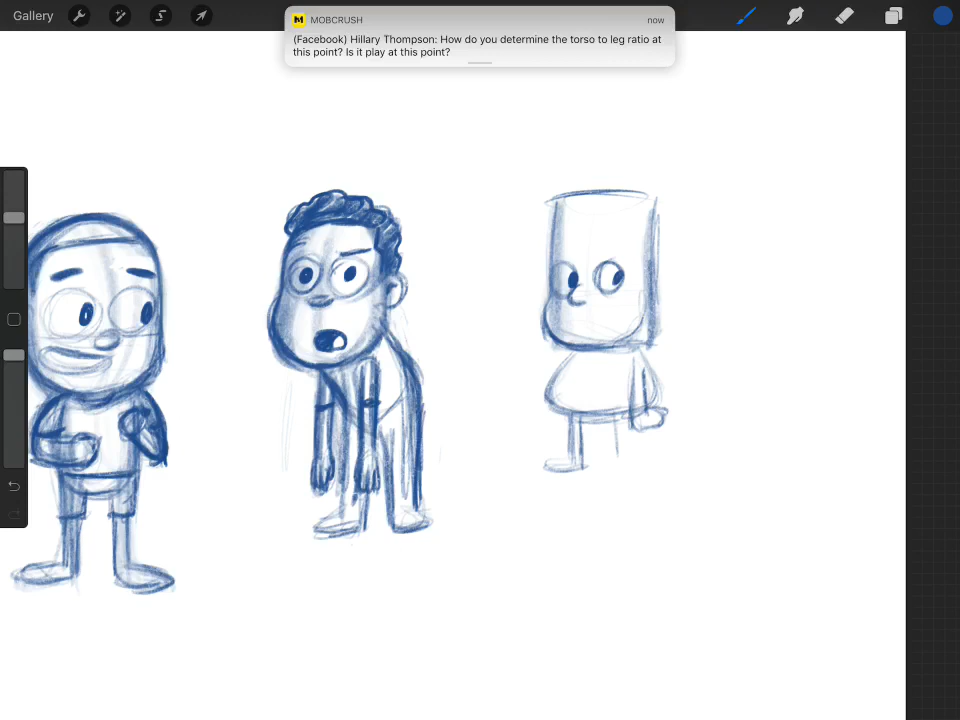 Gallery
M MOBCRUSH now
(Facebook) Hillary Thompson: How do you determine the torso to leg ratio at
this point? Is it play at this point?